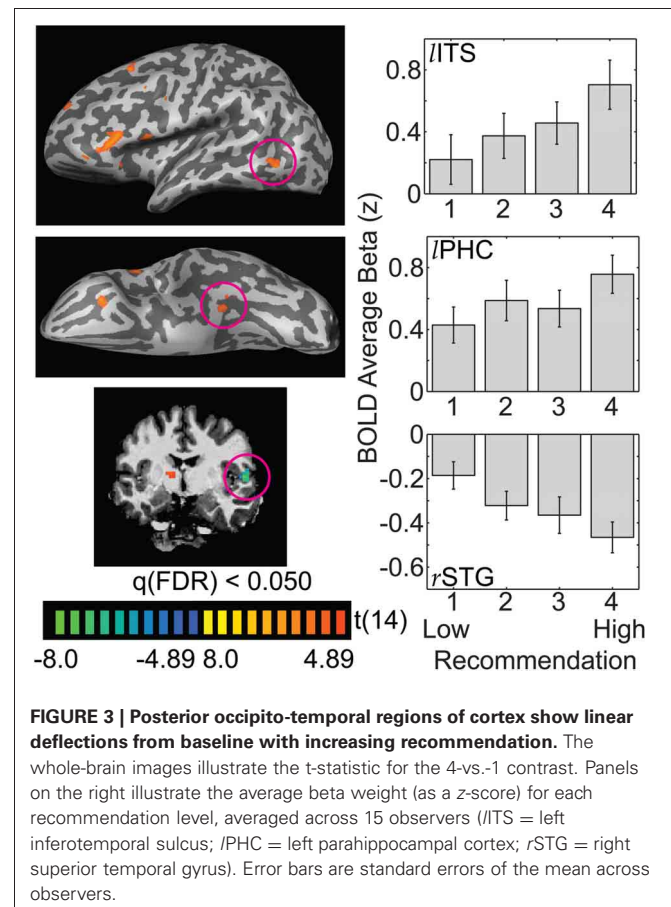 lITS
0.8
0.4
0
1 2 3 4
BOLD Average Beta (z)
lPHC
0.8
0.4
0
1 2 3 4
0
-0.2
-0.4
-0.6
rSTG
1 2 3 4
Low High
Recommendation
q(FDR) < 0.050
t(14)
-8.0 -4.89 8.0 4.89
FIGURE 3 | Posterior occipito-temporal regions of cortex show linear
deflections from baseline with increasing recommendation. The
whole-brain images illustrate the t-statistic for the 4-vs.-1 contrast. Panels
on the right illustrate the average beta weight (as a z-score) for each
recommendation level, averaged across 15 observers (lITS = left
inferotemporal sulcus; lPHC = left parahippocampal cortex; rSTG = right
superior temporal gyrus). Error bars are standard errors of the mean across
observers.